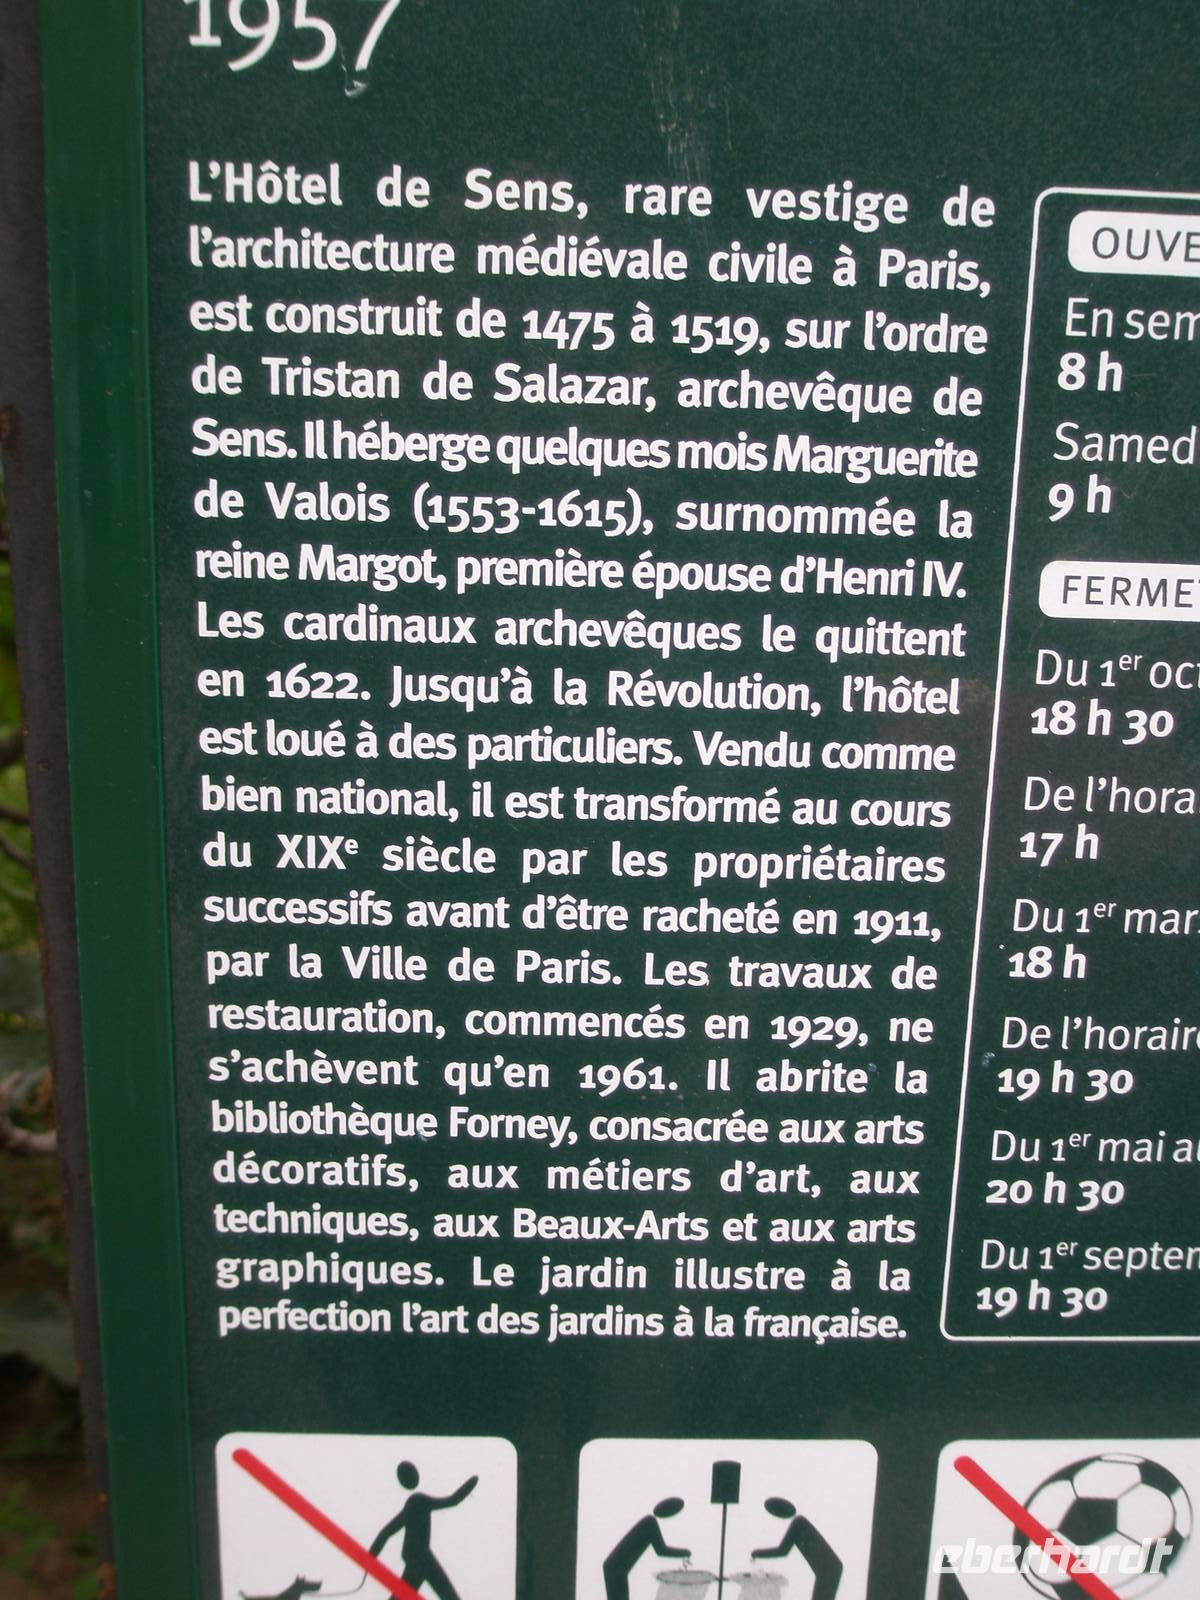 1957
L'Hôtel de Sens, rare vestige de
l'architecture médiévale civile à Paris,
est construit de 1475 à 1519, sur l'ordre
de Tristan de Salazar, archevêque de
Sens. Il héberge quelques mois Marguerite
de Valois (1553-1615), surnommée la
reine Margot, première épouse d'Henri IV.
Les cardinaux archevêques le quittent
en 1622. Jusqu'à la Révolution, l'hôtel
est loué à des particuliers. Vendu comme
bien national, il est transformé au cours
du XIXe siècle par les propriétaires
successifs avant d'être racheté en 1911,
par la Ville de Paris. Les travaux de
restauration, commencés en 1929, ne
s'achèvent qu'en 1961. Il abrite la
bibliothèque Forney, consacrée aux arts
décoratifs, aux métiers d'art, aux
techniques, aux Beaux-Arts et aux arts
graphiques. Le jardin illustre à la
perfection l'art des jardins à la française.
OUVE
En sem
8 h
Samed
9 h
FERME
Du 1er oct
18 h 30
De l'hora
17 h
Du 1er mar
18 h
De l'horair
19 h 30
Du 1er mai a
20 h 30
Du 1er septem
19 h 30
eberhardt